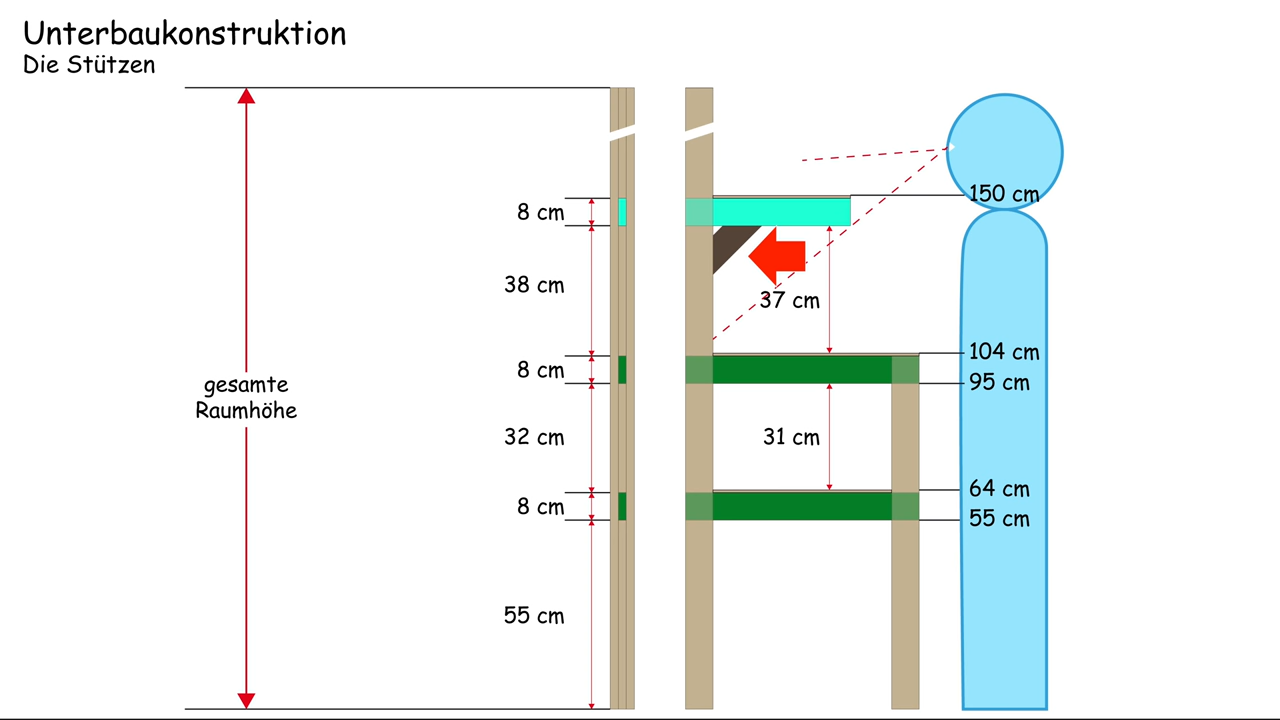 Unterbaukonstruktion
Die Stützen
150 cm
8 cm
38 cm
37 cm
104 cm
8 cm
95 cm
gesamte
Raumhöhe
32 cm
31 cm
64 cm
8 cm
55 cm
55 cm